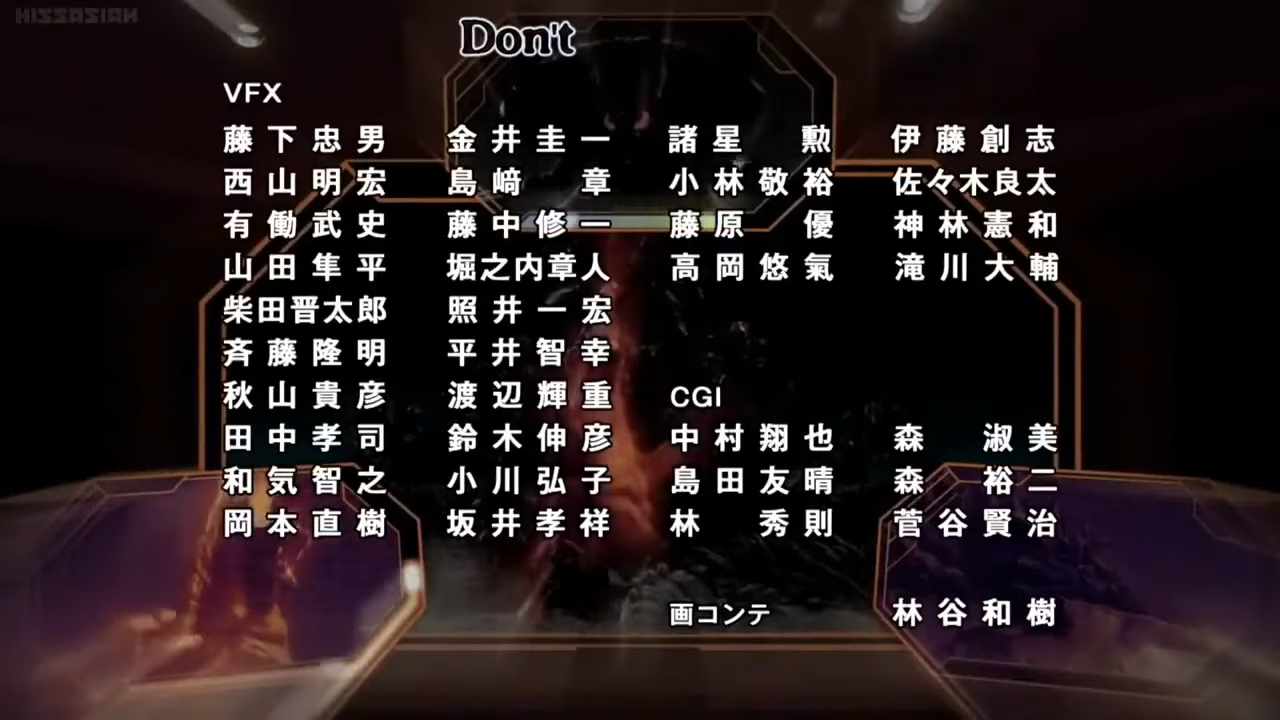 HISSASIAN
Don't
VFX
藤下忠男 金井圭一 諸星 勲 伊藤創志
西山明宏 島﨑 章 小林敬裕 佐々木良太
有働武史 藤中修一 藤原 優 神林憲和
山田隼平 堀之内章人 高岡悠氣 滝川大輔
柴田晋太郎 照井一宏
斉藤隆明 平井智幸
秋山貴彦 渡辺輝重 CGI
田中孝司 鈴木伸彦 中村翔也 森 淑美
和気智之 小川弘子 島田友晴 森 裕二
岡本直樹 坂井孝祥 林 秀則 菅谷賢治
画コンテ 林谷和樹